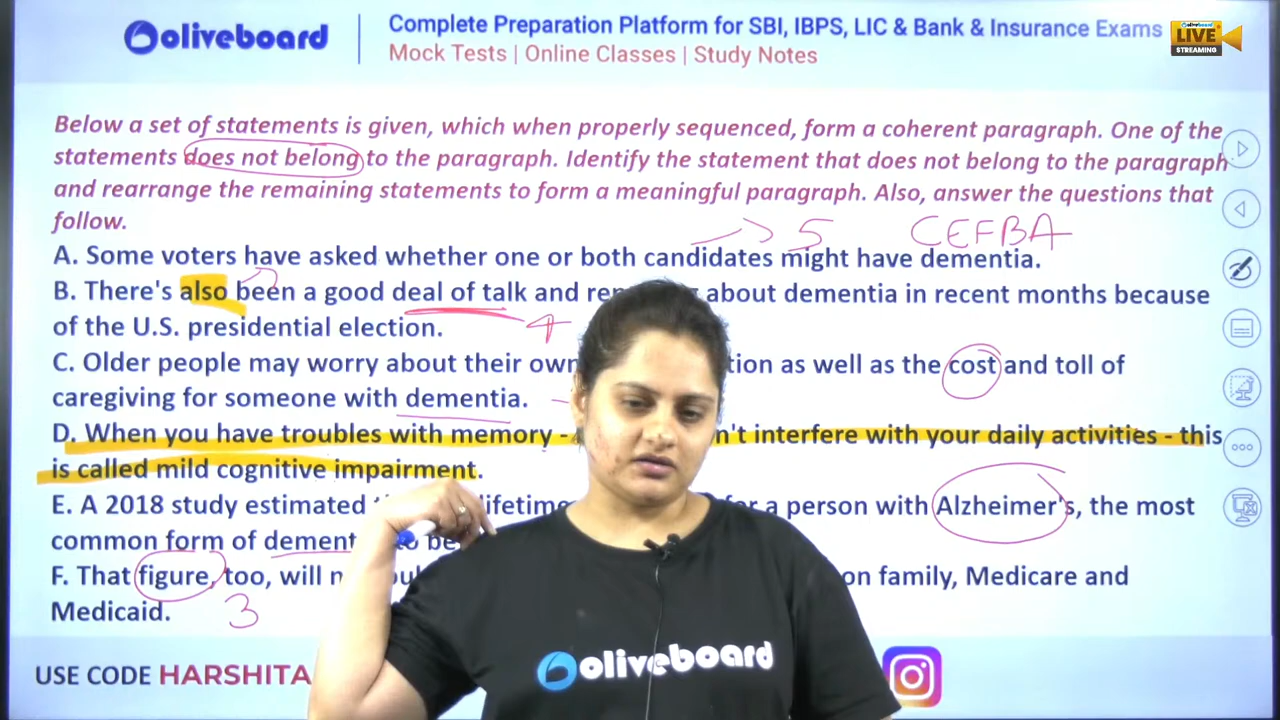 oliveboard
Complete Preparation Platform for SBI, IBPS, LIC & Bank & Insurance Exams
Mock Tests | Online Classes | Study Notes
oliveboard
LIVE
STREAMING
Below a set of statements is given, which when properly sequenced, form a coherent paragraph. One of the
statements does not belong to the paragraph. Identify the statement that does not belong to the paragraph
and rearrange the remaining statements to form a meaningful paragraph. Also, answer the questions that
follow.
5 CEFBA
A. Some voters have asked whether one or both candidates might have dementia.
B. There's also been a good deal of talk and about dementia in recent months because
of the U.S. presidential election.
4
C. Older people may worry about their own as well as the cost and toll of
caregiving for someone with dementia.
D. When you have troubles with memory - interfere with your daily activities - this
is called mild cognitive impairment.
E. A 2018 study estimated lifetime a person with Alzheimer's, the most
common form of
F. That figure, too, will on family, Medicare and
Medicaid.
3
USE CODE HARSHITA
oliveboard